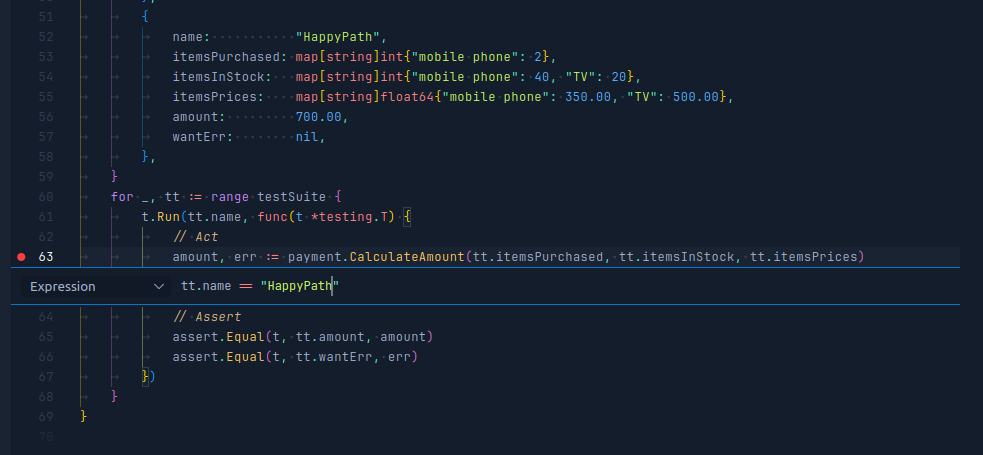 51 },
{
52 name: "HappyPath",
53 itemsPurchased: map[string]int{"mobile phone": 2},
54 itemsInStock: map[string]int{"mobile phone": 40, "TV": 20},
55 itemsPrices: map[string]float64{"mobile phone": 350.00, "TV": 500.00},
56 amount: 700.00,
57 wantErr: nil,
58 },
59 }
60 for _, tt := range testSuite {
61 t.Run(tt.name, func(t *testing.T) {
62 // Act
63 amount, err := payment.CalculateAmount(tt.itemsPurchased, tt.itemsInStock, tt.itemsPrices)
Expression tt.name == "HappyPath"
64 // Assert
65 assert.Equal(t, tt.amount, amount)
66 assert.Equal(t, tt.wantErr, err)
67 })
68 }
69 }
70